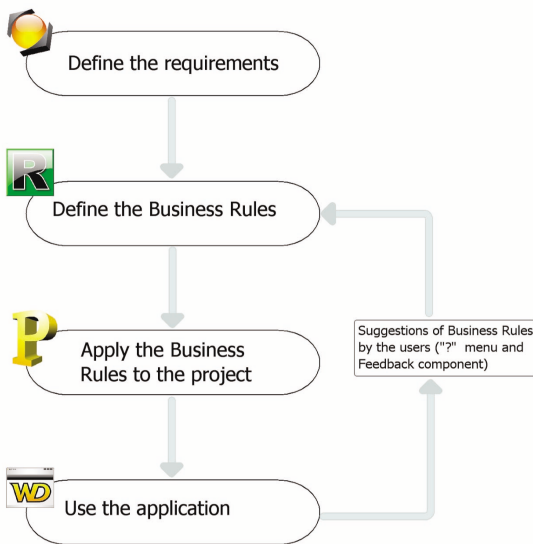 Define the requirements
R
Define the Business Rules
P
Apply the Business
Rules to the project
Suggestions of Business Rules
by the users ("?" menu and
Feedback component)
WD
Use the application